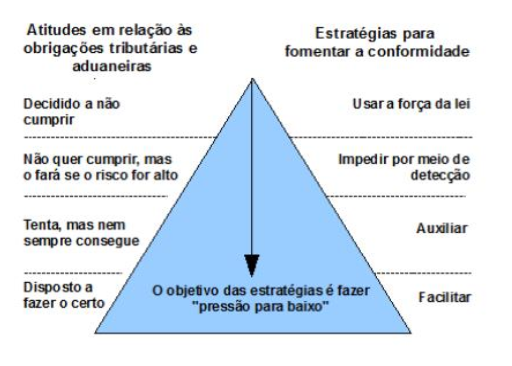 Atitudes em relação às
obrigações tributárias e
aduaneiras
Estratégias para
fomentar a conformidade
Decidido a não
cumprir
Usar a força da lei
Não quer cumprir, mas
o fará se o risco for alto
Impedir por meio de
detecção
Tenta, mas nem
sempre consegue
Auxiliar
Disposto a
fazer o certo
O objetivo das estratégias é fazer
"pressão para baixo"
Facilitar